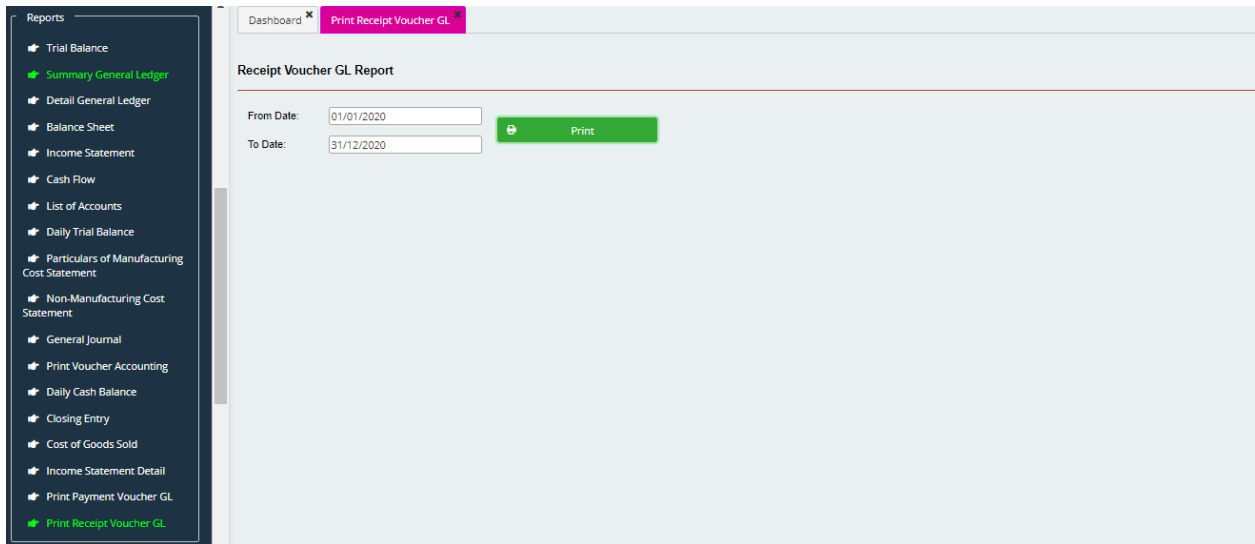 Reports
Trial Balance
Summary General Ledger
Detail General Ledger
Balance Sheet
Income Statement
Cash Flow
List of Accounts
Daily Trial Balance
Particulars of Manufacturing
Cost Statement
Non-Manufacturing Cost
Statement
General Journal
Print Voucher Accounting
Daily Cash Balance
Closing Entry
Cost of Goods Sold
Income Statement Detail
Print Payment Voucher GL
Print Receipt Voucher GL
Dashboard
Print Receipt Voucher GL
Receipt Voucher GL Report
From Date: 01/01/2020
Print
To Date: 31/12/2020